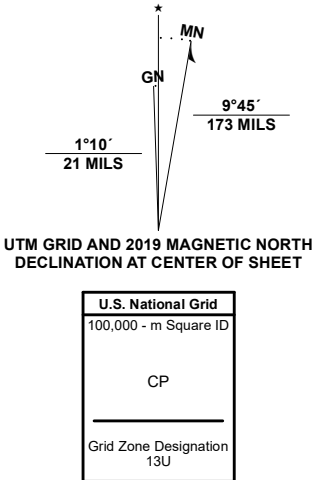 ★
MN
GN
9°45´
173 MILS
1°10´
21 MILS
UTM GRID AND 2019 MAGNETIC NORTH
DECLINATION AT CENTER OF SHEET
U.S. National Grid
100,000 - m Square ID
CP
Grid Zone Designation
13U